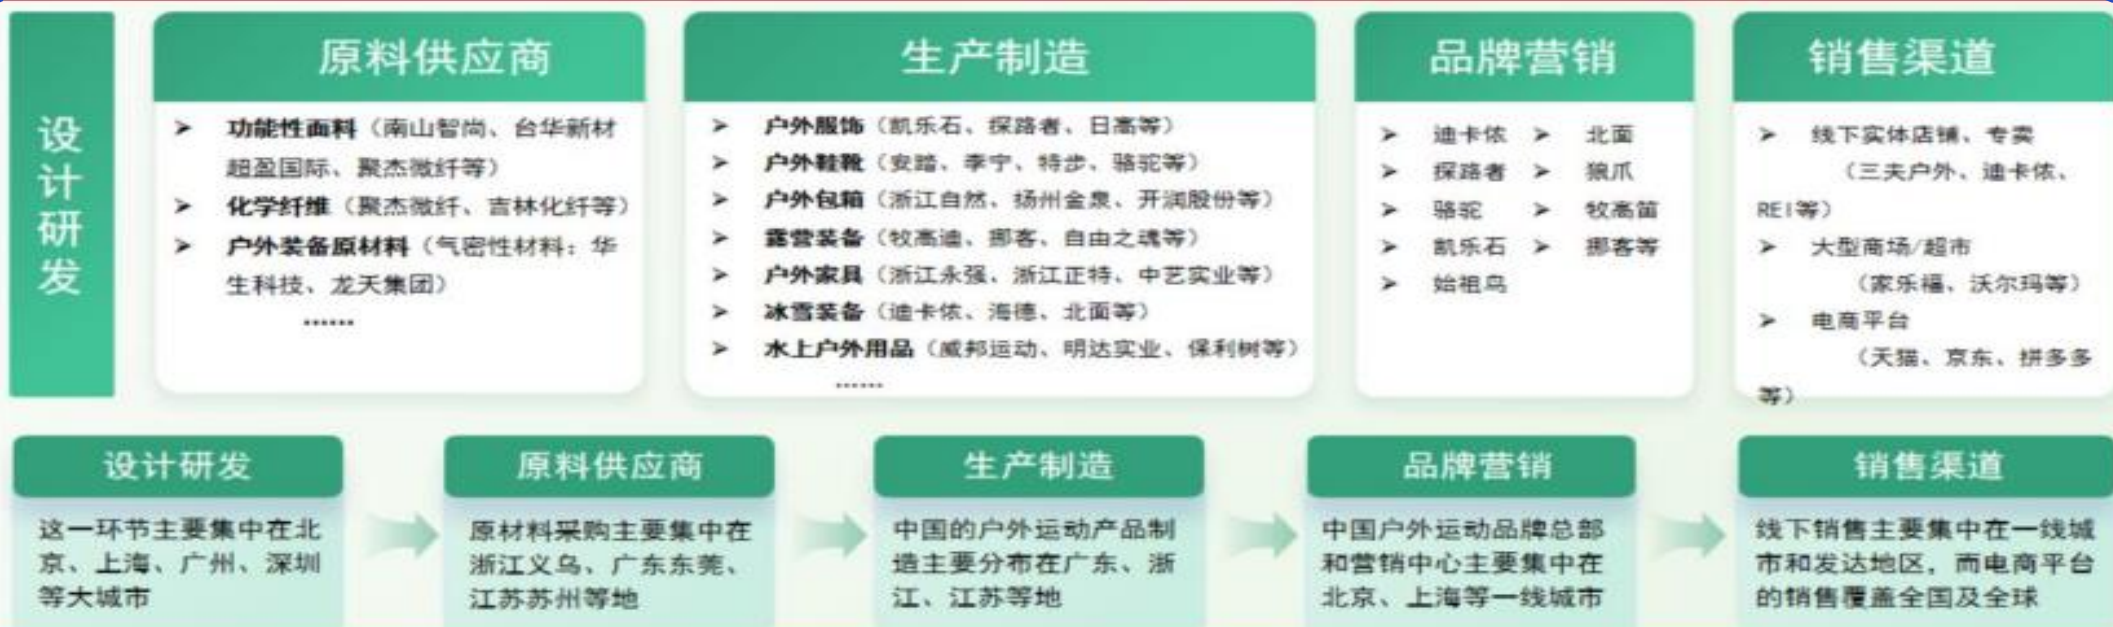 设计研发
原料供应商
功能性面料（南山智尚、台华新材
超盈国际、聚杰微纤等）
化学纤维（聚杰微纤、吉林化纤等）
户外装备原材料（气密性材料：华
生科技、龙天集团）
……
生产制造
户外服饰（凯乐石、探路者、日高等）
户外鞋靴（安踏、李宁、特步、骆驼等）
户外包箱（浙江自然、扬州金泉、开润股份等）
露营装备（牧高迪、挪客、自由之魂等）
户外家具（浙江永强、浙江正特、中艺实业等）
冰雪装备（迪卡侬、海德、北面等）
水上户外用品（威邦运动、明达实业、保利树等）
……
品牌营销
迪卡侬 北面
探路者 狼爪
骆驼 牧高笛
凯乐石 挪客等
始祖鸟
销售渠道
线下实体店铺、专卖
（三夫户外、迪卡侬、
REI等）
大型商场/超市
（家乐福、沃尔玛等）
电商平台
（天猫、京东、拼多多
等）
设计研发
这一环节主要集中在北
京、上海、广州、深圳
等大城市
原料供应商
原材料采购主要集中在
浙江义乌、广东东莞、
江苏苏州等地
生产制造
中国的户外运动产品制
造主要分布在广东、浙
江、江苏等地
品牌营销
中国户外运动品牌总部
和营销中心主要集中在
北京、上海等一线城市
销售渠道
线下销售主要集中在一线城
市和发达地区，而电商平台
的销售覆盖全国及全球